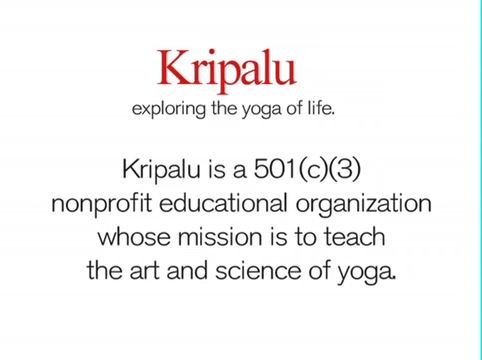 Kripalu
exploring the yoga of life.
Kripalu is a 501(c)(3)
nonprofit educational organization
whose mission is to teach
the art and science of yoga.